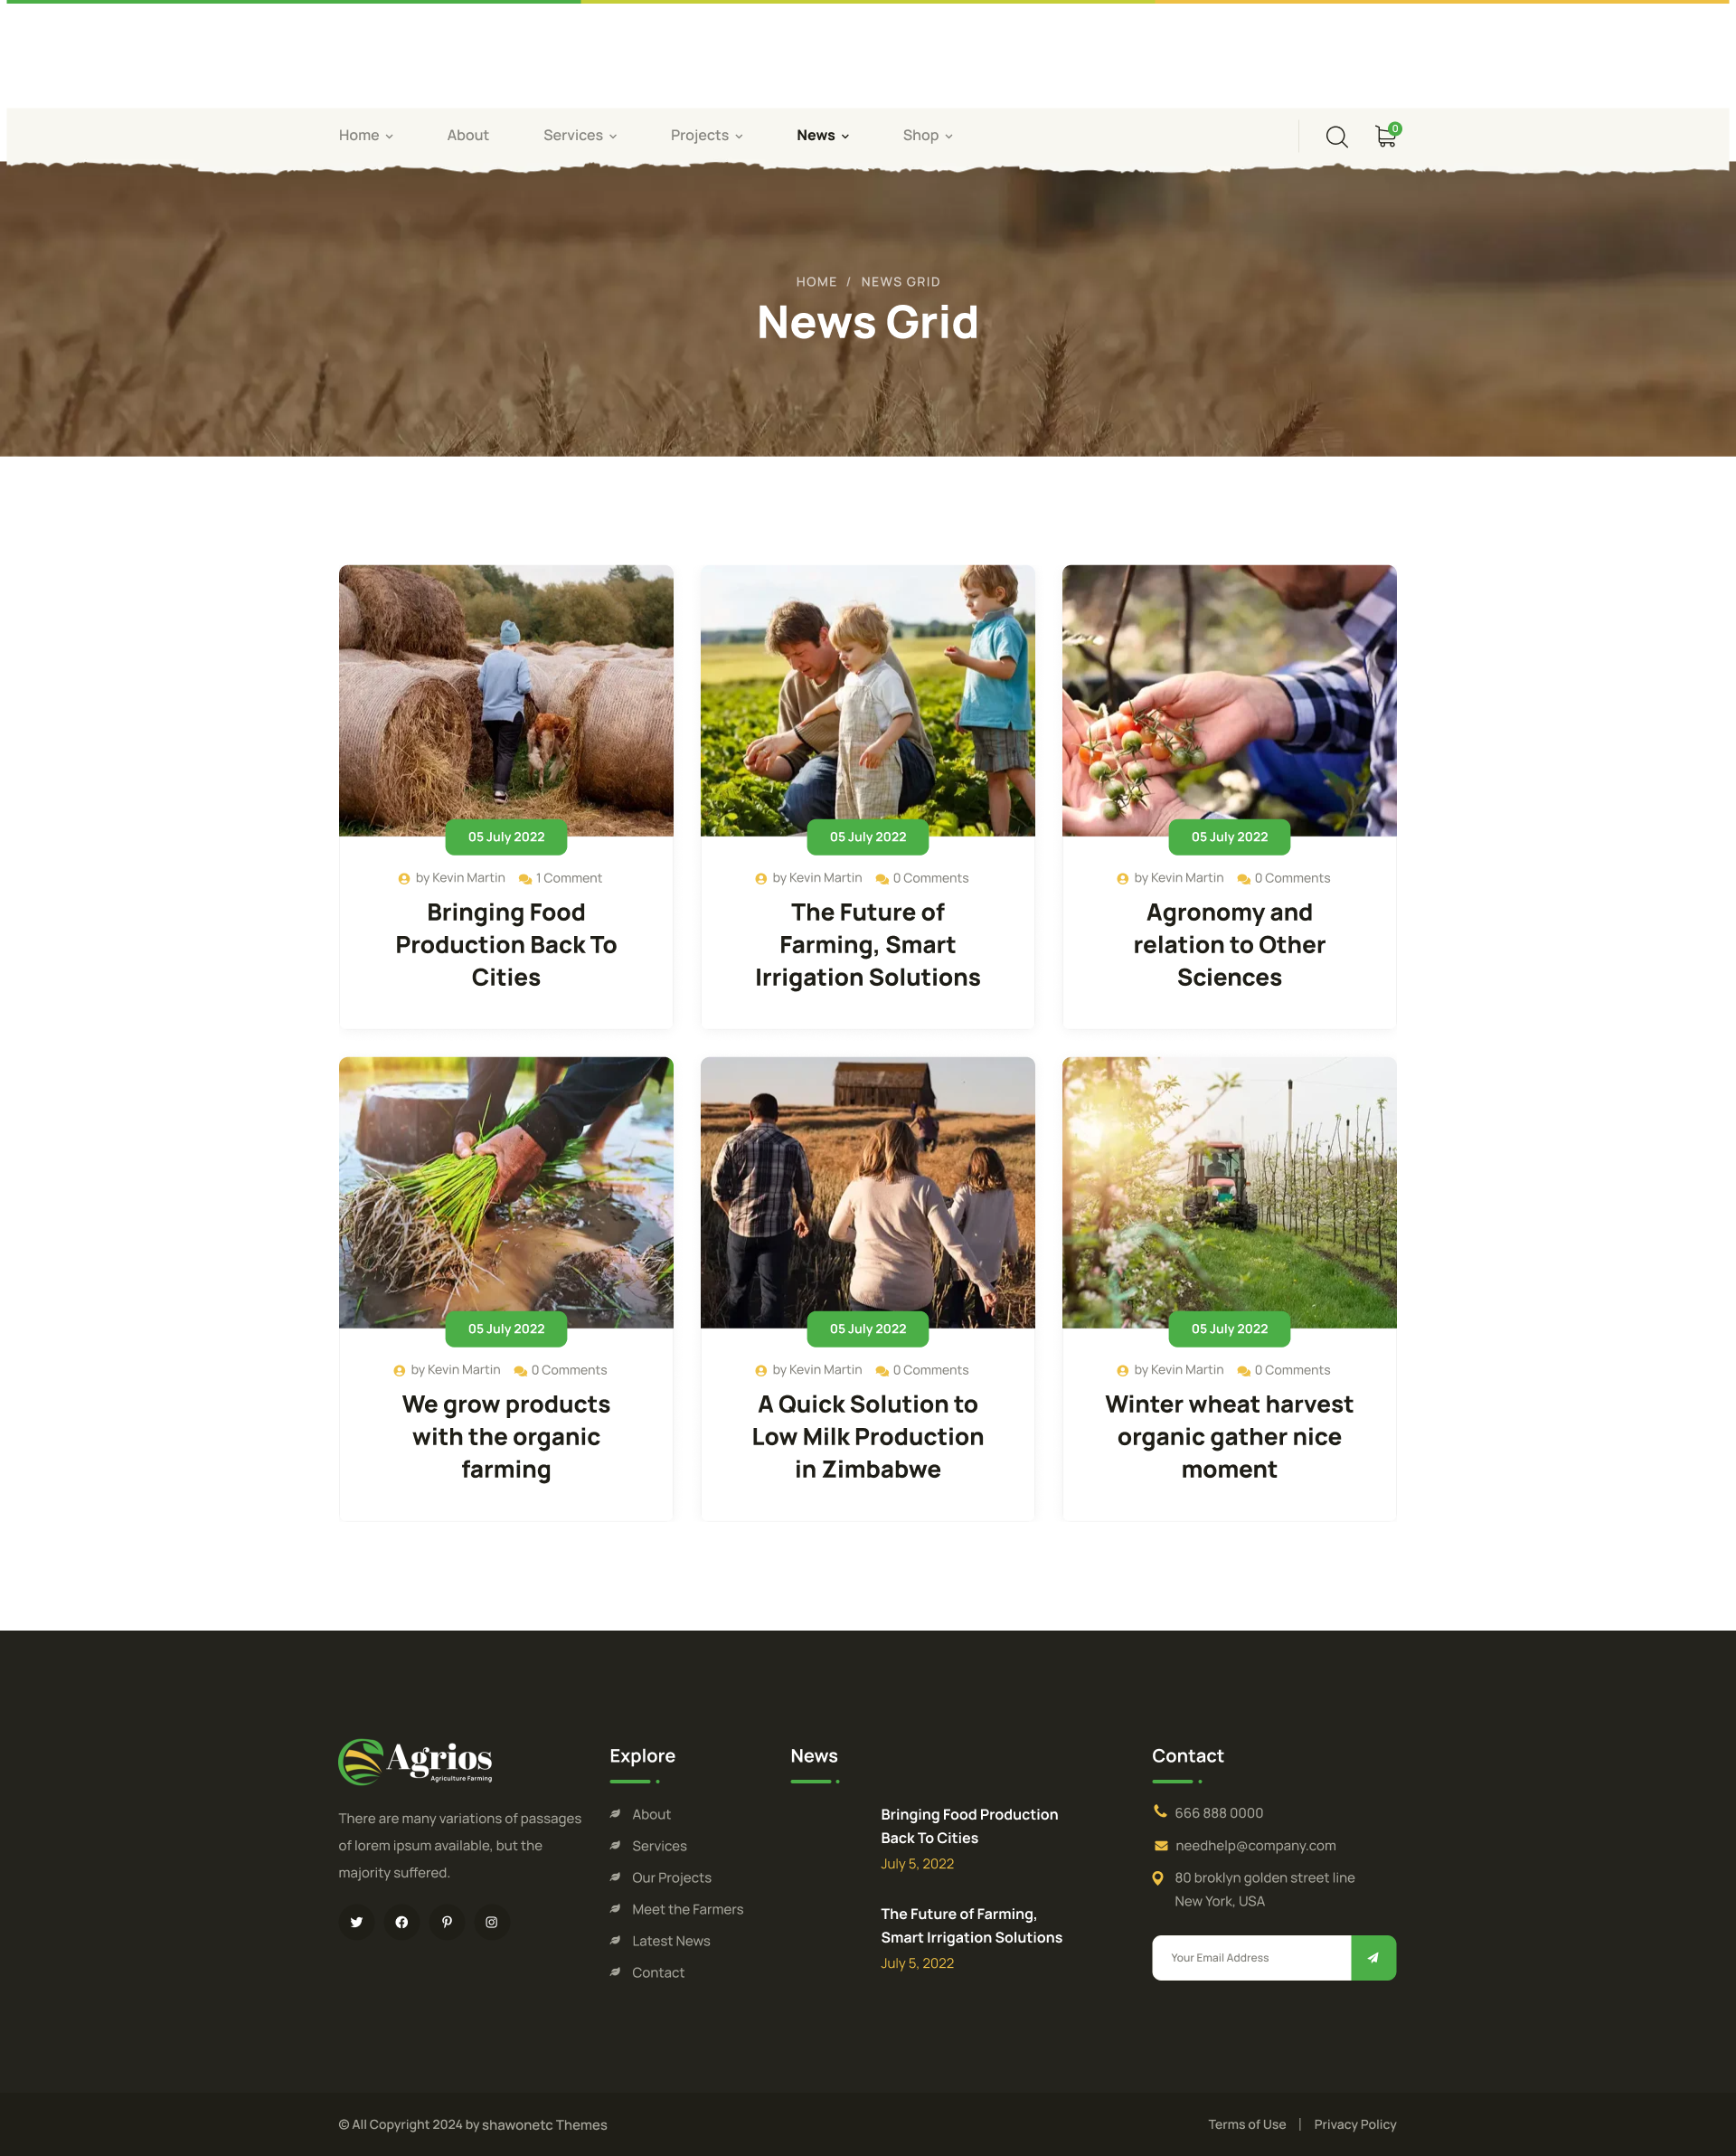 Home
About
Services
Projects
News
Shop
0
HOME / NEWS GRID
News Grid
05 July 2022
by Kevin Martin
1 Comment
Bringing Food
Production Back To
Cities
05 July 2022
by Kevin Martin
0 Comments
The Future of
Farming, Smart
Irrigation Solutions
05 July 2022
by Kevin Martin
0 Comments
Agronomy and
relation to Other
Sciences
05 July 2022
by Kevin Martin
0 Comments
We grow products
with the organic
farming
05 July 2022
by Kevin Martin
0 Comments
A Quick Solution to
Low Milk Production
in Zimbabwe
05 July 2022
by Kevin Martin
0 Comments
Winter wheat harvest
organic gather nice
moment
Agrios
Agriculture Farming
There are many variations of passages
of lorem ipsum available, but the
majority suffered.
Explore
About
Services
Our Projects
Meet the Farmers
Latest News
Contact
News
Bringing Food Production
Back To Cities
July 5, 2022
The Future of Farming,
Smart Irrigation Solutions
July 5, 2022
Contact
666 888 0000
needhelp@company.com
80 broklyn golden street line
New York, USA
Your Email Address
© All Copyright 2024 by shawonetc Themes
Terms of Use | Privacy Policy